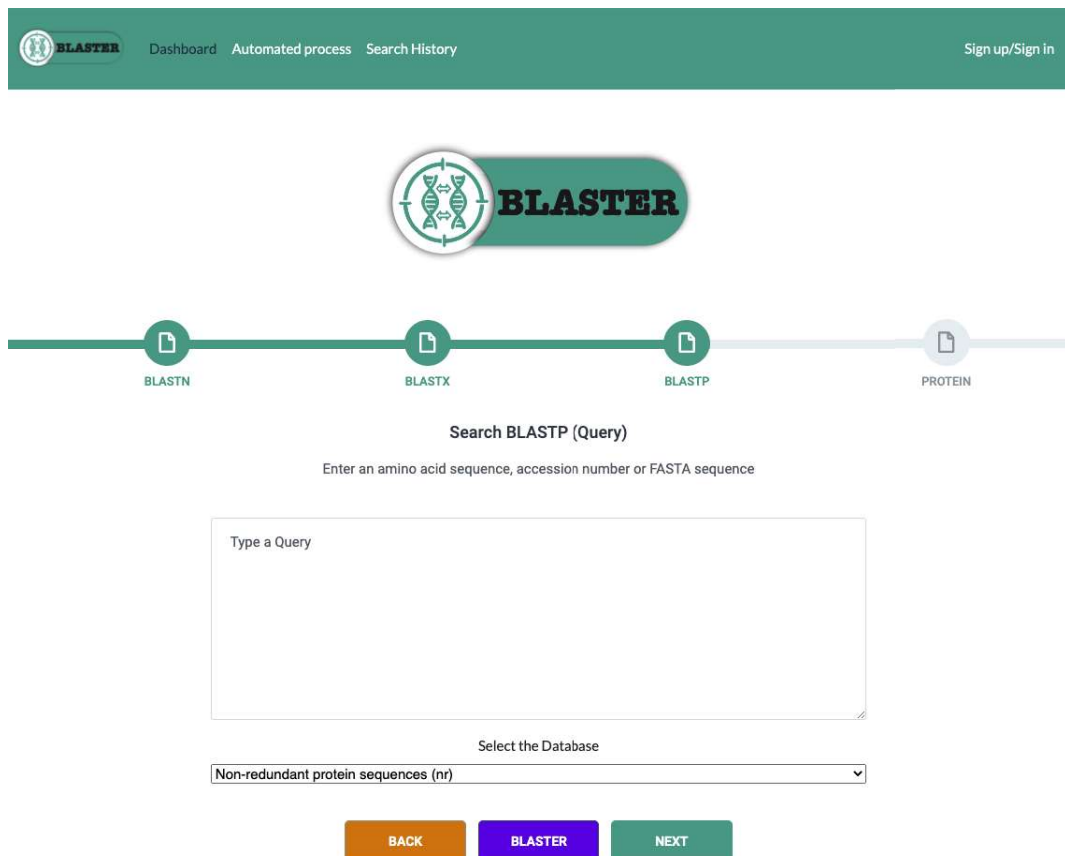 BLASTER Dashboard Automated process Search History Sign up/Sign in
BLASTER
BLASTN BLASTX BLASTP PROTEIN
Search BLASTP (Query)
Enter an amino acid sequence, accession number or FASTA sequence
Type a Query
Select the Database
Non-redundant protein sequences (nr)
BACK BLASTER NEXT